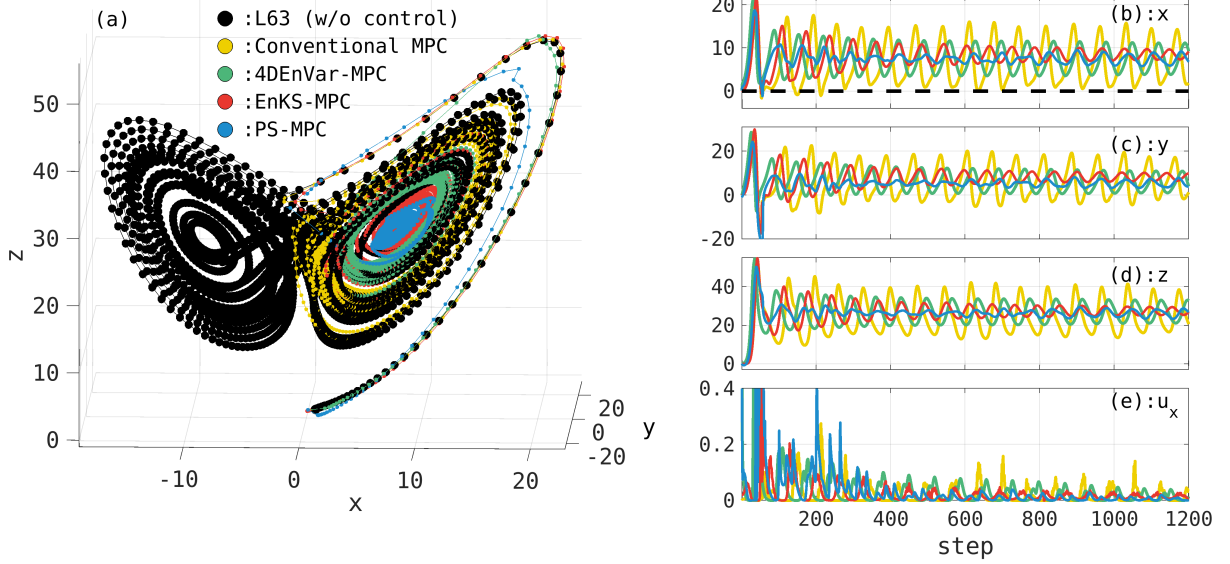 (a)
:L63 (w/o control)
:Conventional MPC
:4DEnVar-MPC
:EnKS-MPC
:PS-MPC
50
40
30
20
10
0
z
-10
0
10
20
x
20
0
-20
y
(b):x
20
10
0
(c):y
20
0
-20
(d):z
40
20
0
(e):u_x
0.4
0.2
0
200
400
600
800
1000
1200
step